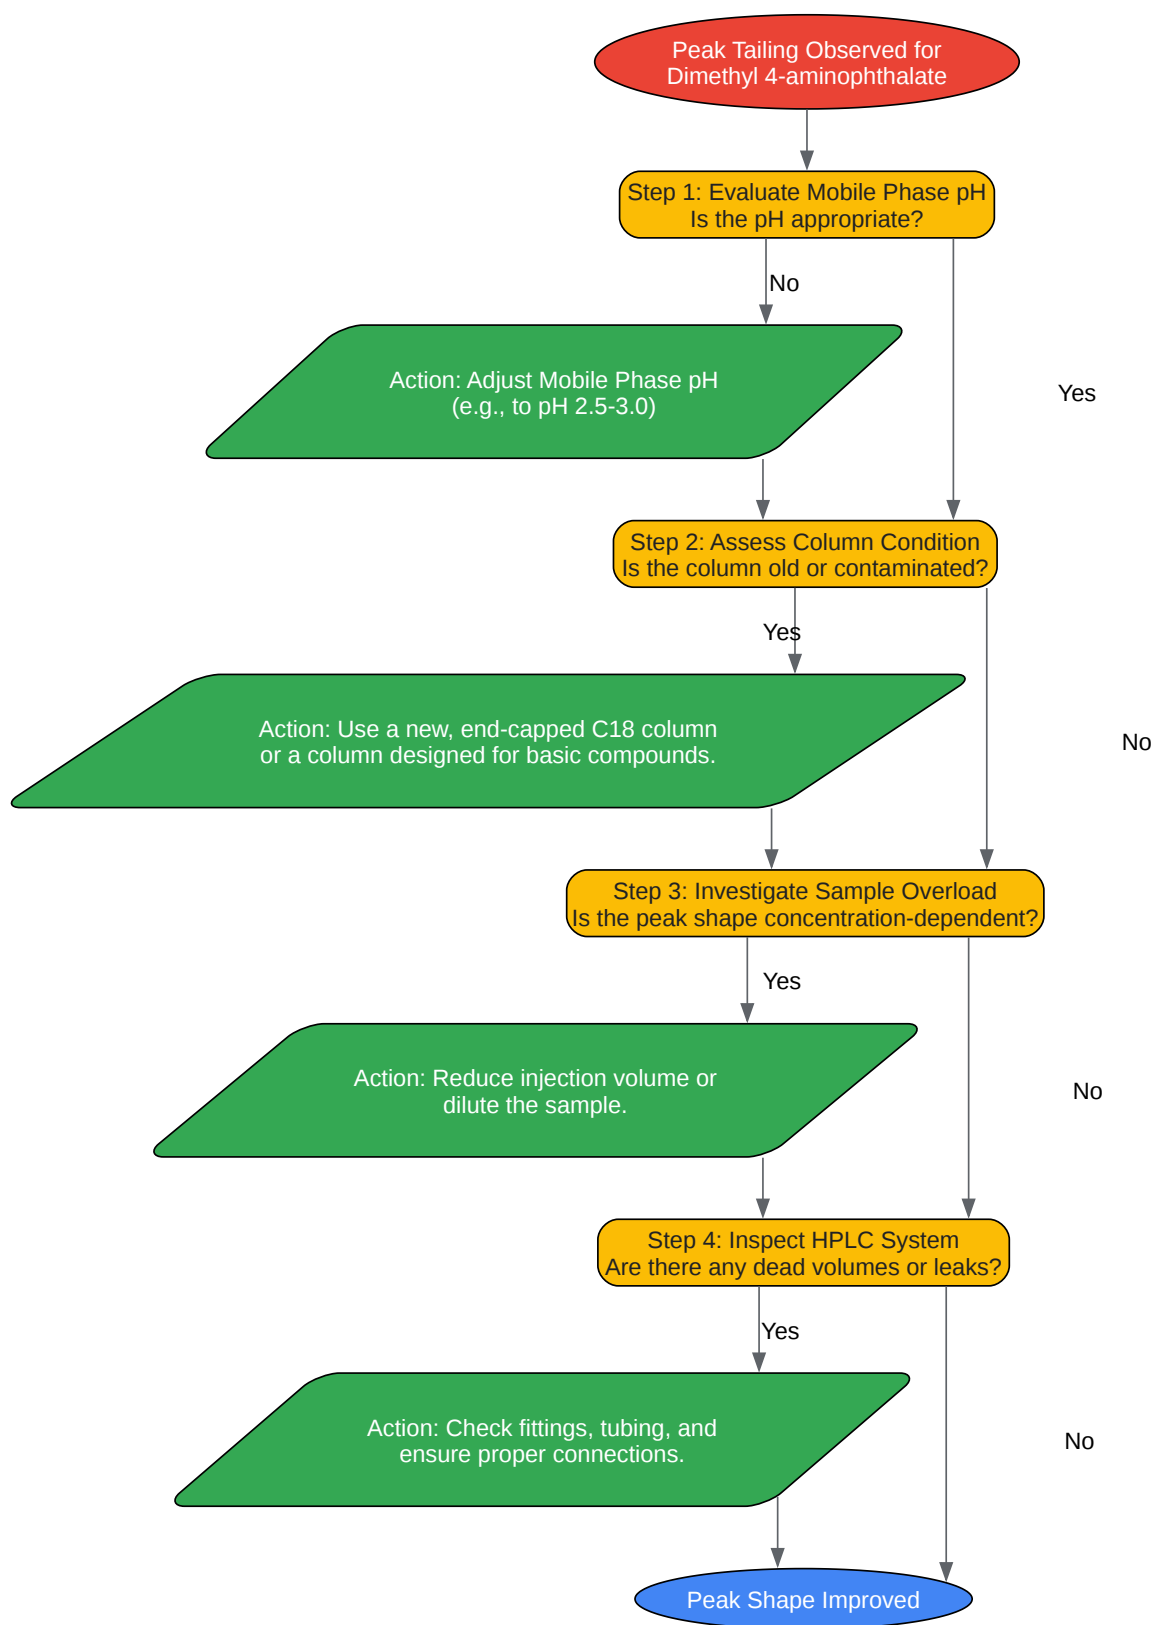 Peak Tailing Observed for
Dimethyl 4-aminophthalate
Step 1: Evaluate Mobile Phase pH
Is the pH appropriate?
No
Action: Adjust Mobile Phase pH
(e.g., to pH 2.5-3.0)
Yes
Step 2: Assess Column Condition
Is the column old or contaminated?
Yes
Action: Use a new, end-capped C18 column
or a column designed for basic compounds.
No
Step 3: Investigate Sample Overload
Is the peak shape concentration-dependent?
Yes
Action: Reduce injection volume or
dilute the sample.
No
Step 4: Inspect HPLC System
Are there any dead volumes or leaks?
Yes
Action: Check fittings, tubing, and
ensure proper connections.
No
Peak Shape Improved